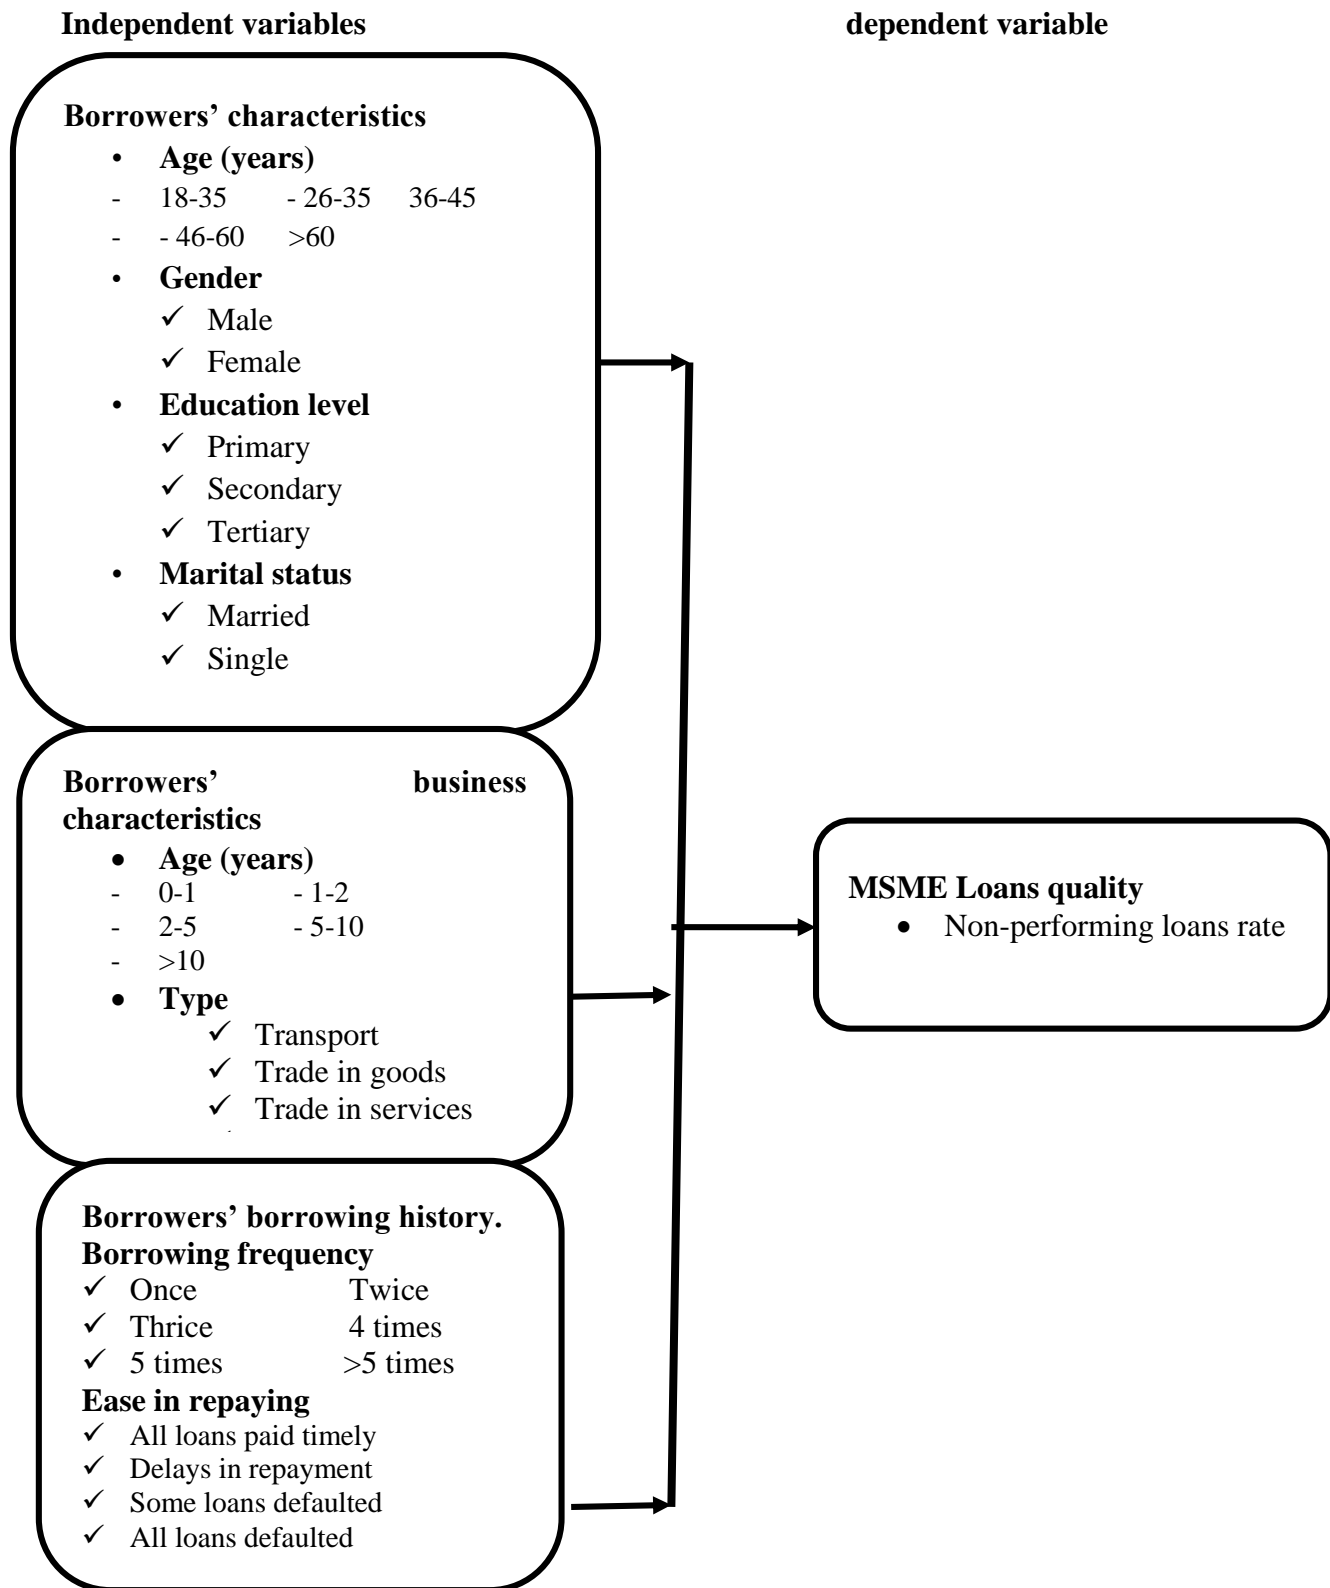 Independent variables dependent variable
Borrowers’ characteristics
• Age (years)
- 18-35 - 26-35 36-45
- - 46-60 >60
• Gender
✓ Male
✓ Female
• Education level
✓ Primary
✓ Secondary
✓ Tertiary
• Marital status
✓ Married
✓ Single
Borrowers’ business
characteristics
• Age (years)
- 0-1 - 1-2
- 2-5 - 5-10
- >10
• Type
✓ Transport
✓ Trade in goods
✓ Trade in services
Borrowers’ borrowing history.
Borrowing frequency
✓ Once Twice
✓ Thrice 4 times
✓ 5 times >5 times
Ease in repaying
✓ All loans paid timely
✓ Delays in repayment
✓ Some loans defaulted
✓ All loans defaulted
MSME Loans quality
• Non-performing loans rate